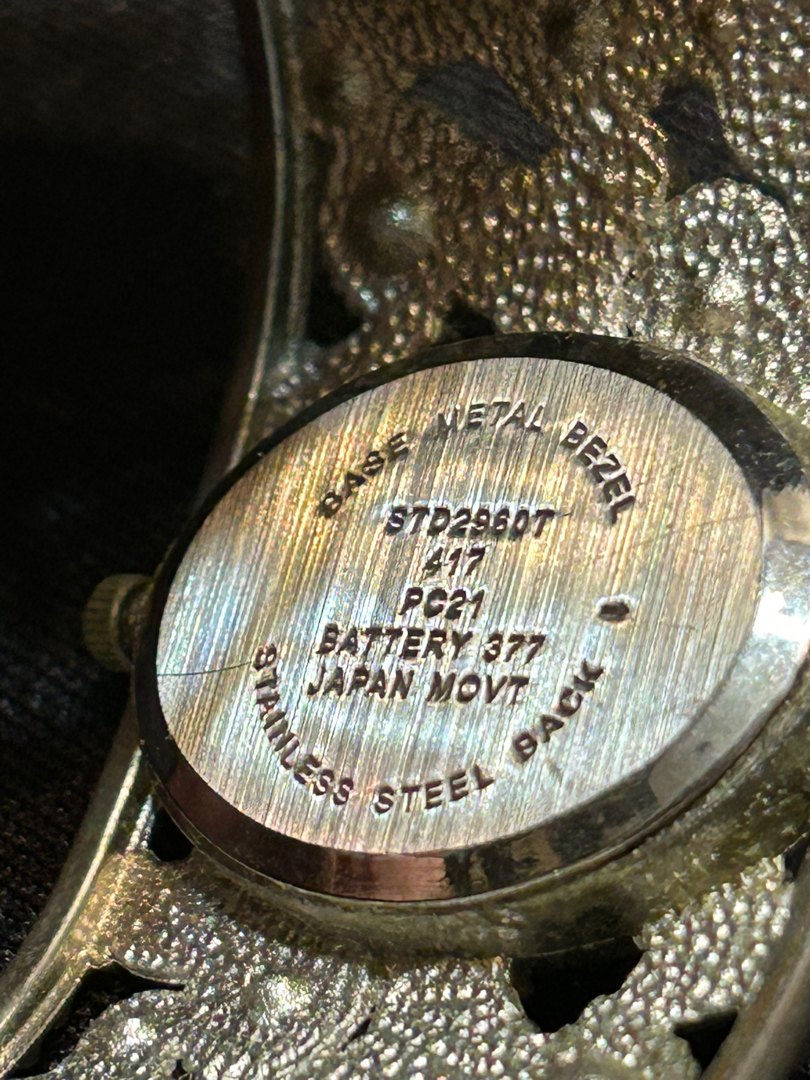 BASE METAL BEZEL
STD2960T
417
PC21
BATTERY 377
JAPAN MOVT
STAINLESS STEEL BACK